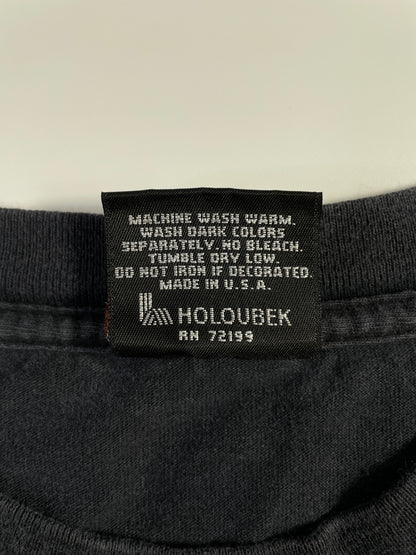 MACHINE WASH WARM.
WASH DARK COLORS
SEPARATELY. NO BLEACH.
TUMBLE DRY LOW.
DO NOT IRON IF DECORATED.
MADE IN U.S.A.
HOLOUBEK
RN 72199